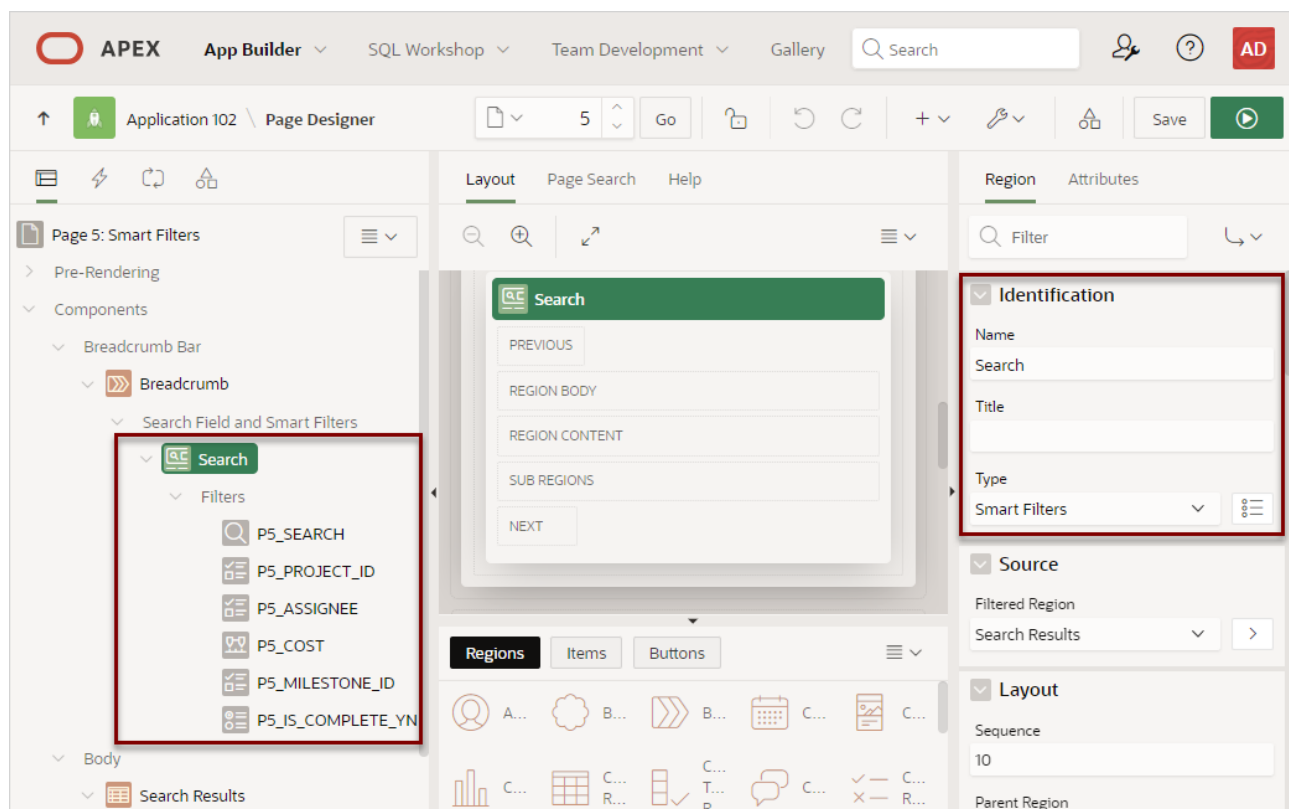 APEX App Builder SQL Workshop Team Development Gallery Search AD
Application 102 \ Page Designer 5 Go Save
Layout Page Search Help
Region Attributes
Page 5: Smart Filters
Pre-Rendering
Components
Breadcrumb Bar
Breadcrumb
Search Field and Smart Filters
Search
Filters
P5_SEARCH
P5_PROJECT_ID
P5_ASSIGNEE
P5_COST
P5_MILESTONE_ID
P5_IS_COMPLETE_YN
Body
Search Results
Search
PREVIOUS
REGION BODY
REGION CONTENT
SUB REGIONS
NEXT
Regions Items Buttons
A... B... B... C... C...
C... C... R... C... T... R C... C... R...
Filter
Identification
Name
Search
Title
Type
Smart Filters
Source
Filtered Region
Search Results
Layout
Sequence
10
Parent Region